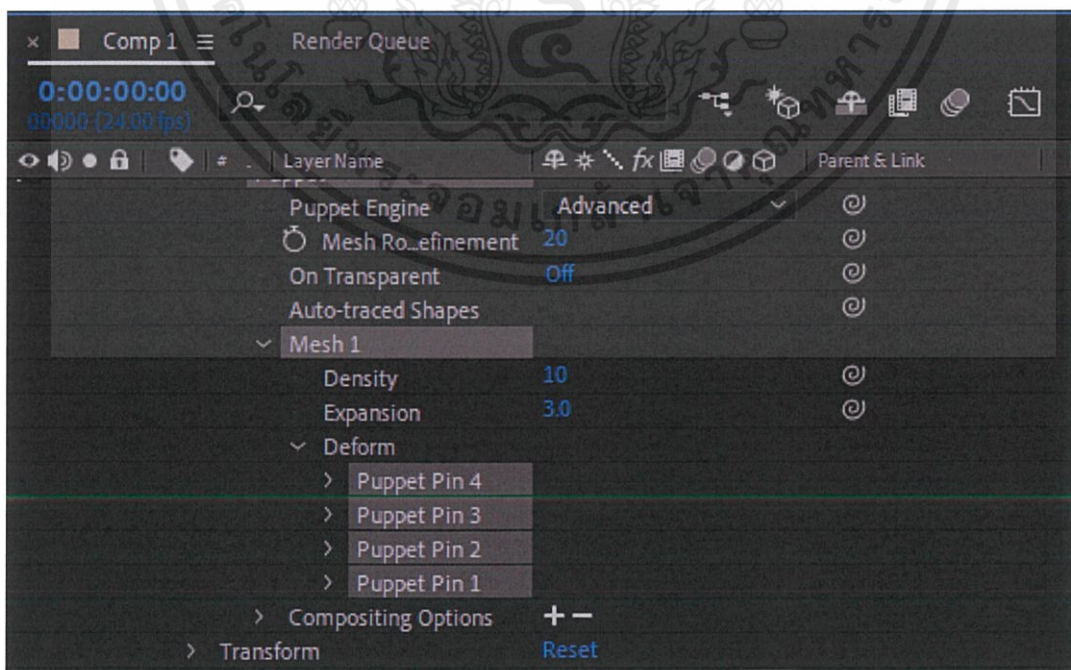 × Comp 1 ≡ Render Queue
0:00:00:00
00000 (24.00 fps)
# Layer Name fx Parent & Link
Puppet
Puppet Engine Advanced
Mesh Ro...efinement 20
On Transparent Off
Auto-traced Shapes
Mesh 1
Density 10
Expansion 3.0
Deform
Puppet Pin 4
Puppet Pin 3
Puppet Pin 2
Puppet Pin 1
Compositing Options + −
Transform Reset